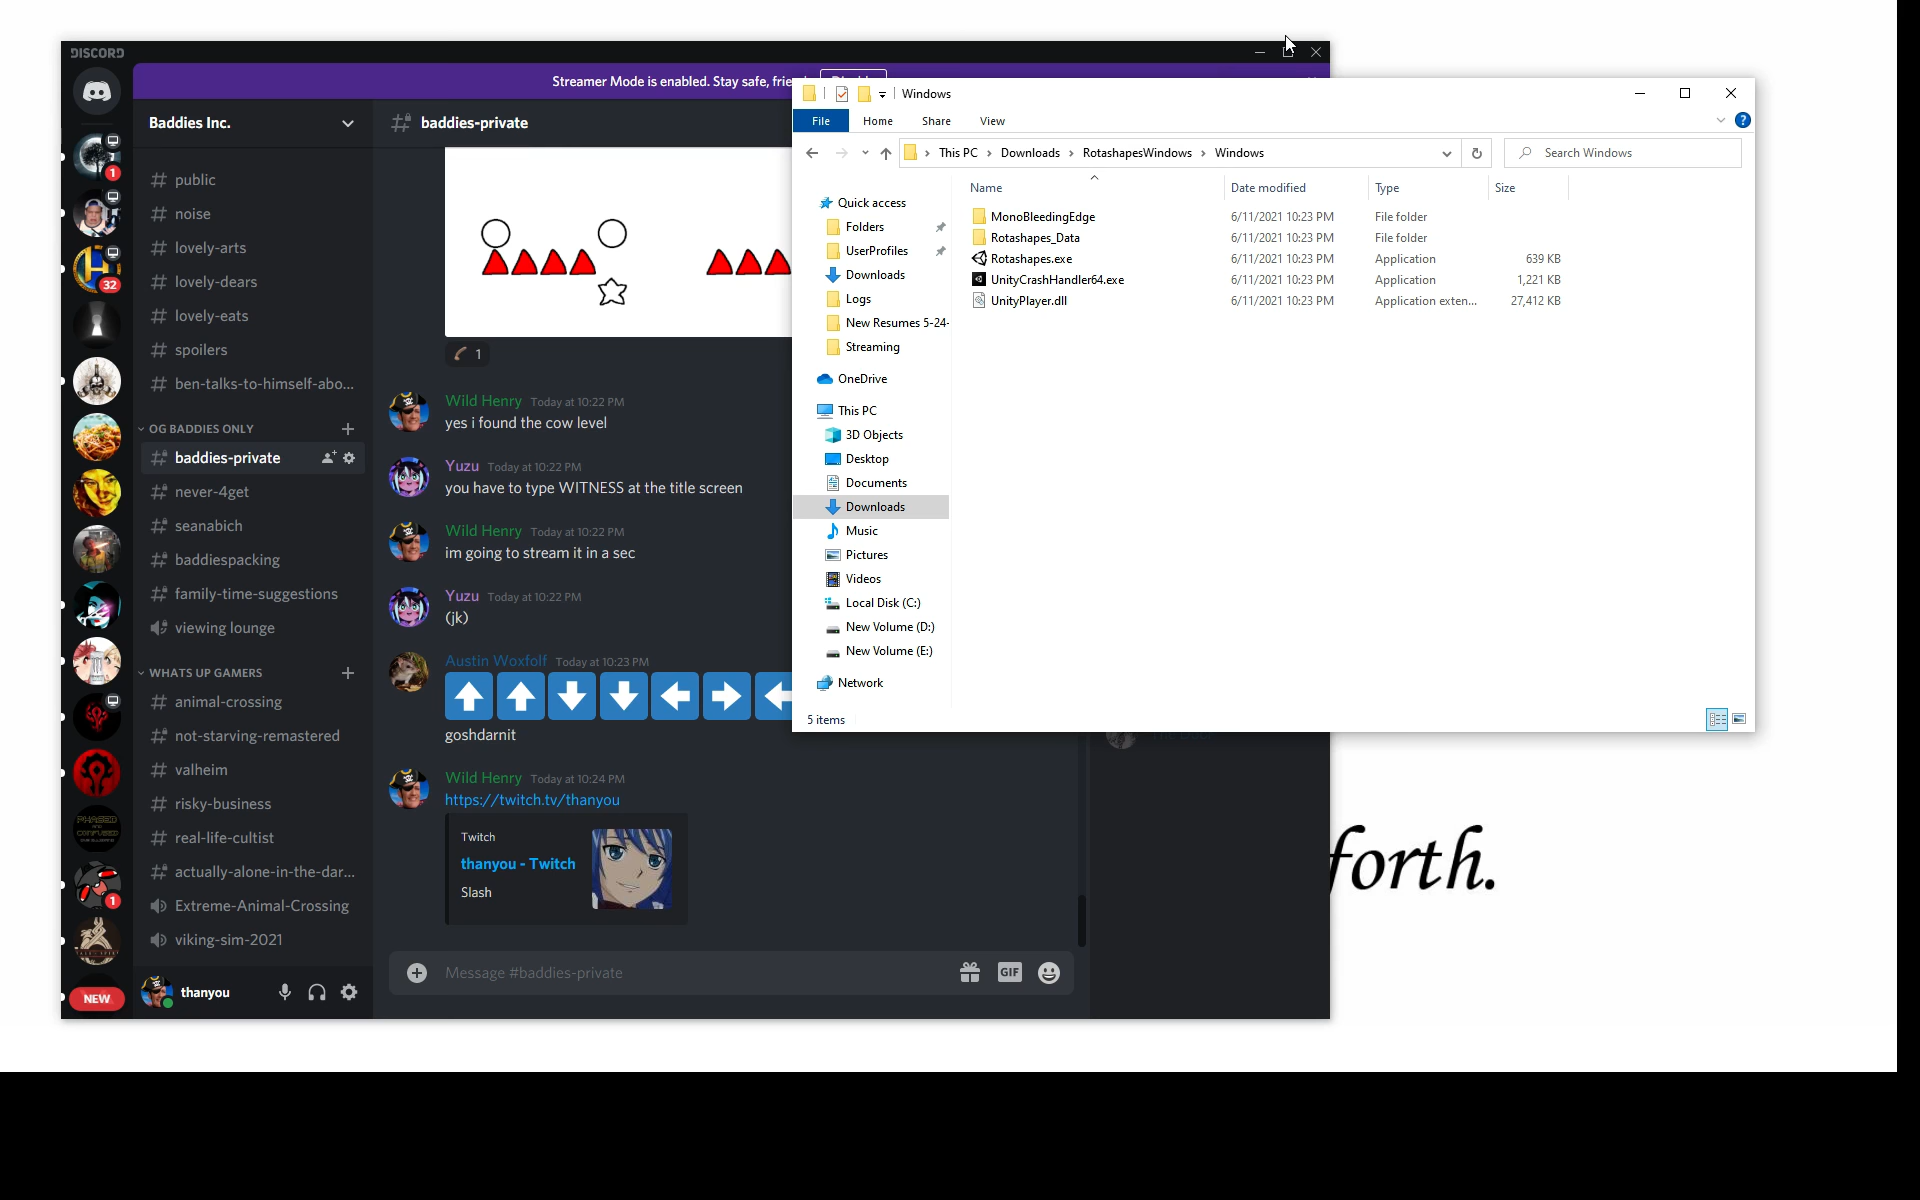 DISCORD
Streamer Mode is enabled. Stay safe, frie
Baddies Inc.
baddies-private
public
noise
lovely-arts
lovely-dears
lovely-eats
spoilers
ben-talks-to-himself-abo...
OG BADDIES ONLY
baddies-private
never-4get
seanabich
baddiespacking
family-time-suggestions
viewing lounge
WHATS UP GAMERS
animal-crossing
not-starving-remastered
valheim
risky-business
real-life-cultist
actually-alone-in-the-dar...
Extreme-Animal-Crossing
viking-sim-2021
thanyou
1
32
1
NEW
1
Wild Henry Today at 10:22 PM
yes i found the cow level
Yuzu Today at 10:22 PM
you have to type WITNESS at the title screen
Wild Henry Today at 10:22 PM
im going to stream it in a sec
Yuzu Today at 10:22 PM
(jk)
Austin Woxfolf Today at 10:23 PM
goshdarnit
Wild Henry Today at 10:24 PM
https://twitch.tv/thanyou
Twitch
thanyou - Twitch
Slash
Message #baddies-private
GIF
Windows
File Home Share View
This PC > Downloads > RotashapesWindows > Windows
Search Windows
Name Date modified Type Size
MonoBleedingEdge 6/11/2021 10:23 PM File folder
Rotashapes_Data 6/11/2021 10:23 PM File folder
Rotashapes.exe 6/11/2021 10:23 PM Application 639 KB
UnityCrashHandler64.exe 6/11/2021 10:23 PM Application 1,221 KB
UnityPlayer.dll 6/11/2021 10:23 PM Application exten... 27,412 KB
Quick access
Folders
UserProfiles
Downloads
Logs
New Resumes 5-24-
Streaming
OneDrive
This PC
3D Objects
Desktop
Documents
Downloads
Music
Pictures
Videos
Local Disk (C:)
New Volume (D:)
New Volume (E:)
Network
5 items
forth.